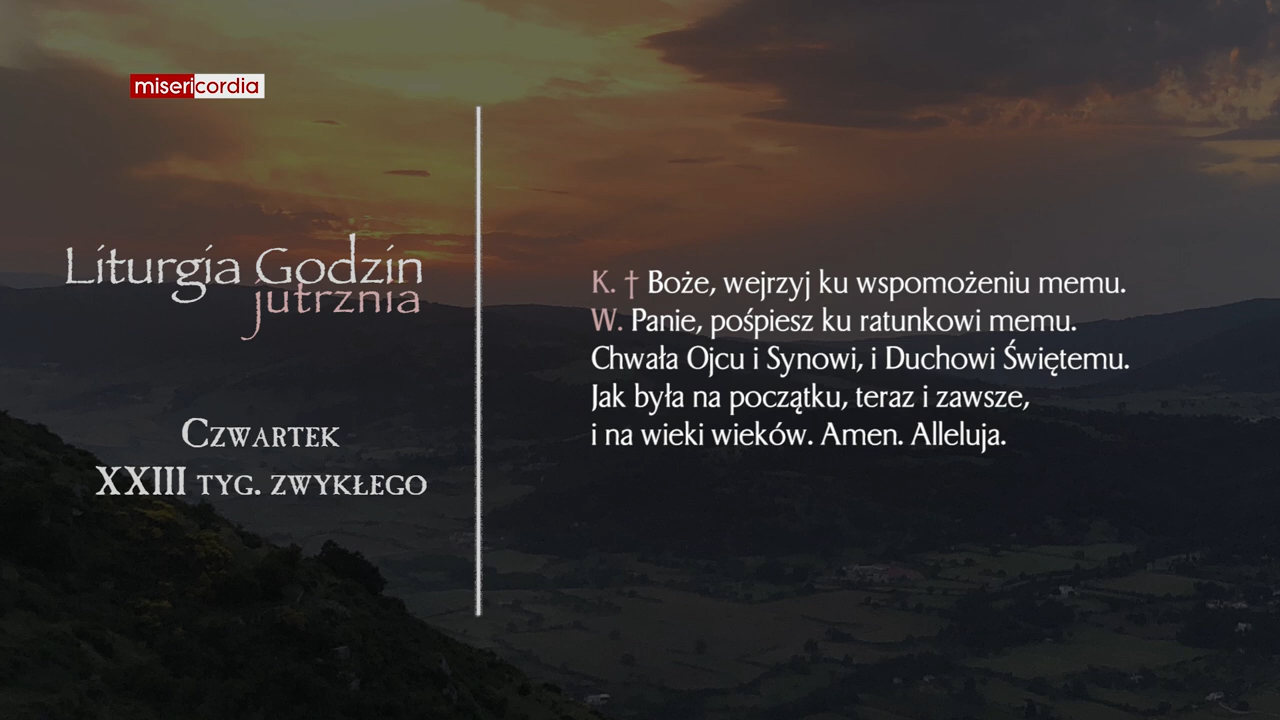 misericordia
Liturgia Godzin
jutrznia
Czwartek
XXIII tyg. zwykłego
K. † Boże, wejrzyj ku wspomożeniu memu.
W. Panie, pośpiesz ku ratunkowi memu.
Chwała Ojcu i Synowi, i Duchowi Świętemu.
Jak była na początku, teraz i zawsze,
i na wieki wieków. Amen. Alleluja.